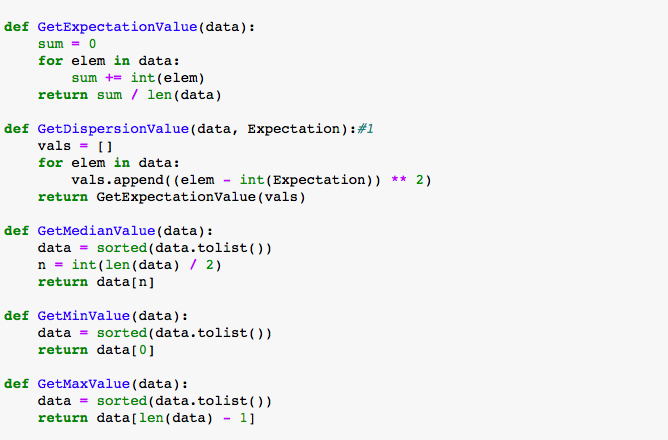 def GetExpectationValue(data):
    sum = 0
    for elem in data:
        sum += int(elem)
    return sum / len(data)

def GetDispersionValue(data, Expectation):#1
    vals = []
    for elem in data:
        vals.append((elem - int(Expectation)) ** 2)
    return GetExpectationValue(vals)

def GetMedianValue(data):
    data = sorted(data.tolist())
    n = int(len(data) / 2)
    return data[n]

def GetMinValue(data):
    data = sorted(data.tolist())
    return data[0]

def GetMaxValue(data):
    data = sorted(data.tolist())
    return data[len(data) - 1]